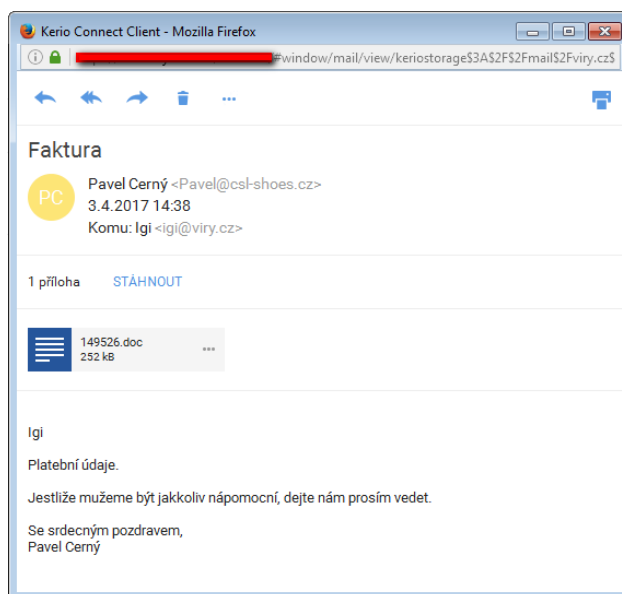 Kerio Connect Client - Mozilla Firefox
#window/mail/view/keriostorage$3A$2F$2Fmail$2Fviry.cz$
Faktura
PC
Pavel Cerný <Pavel@csl-shoes.cz>
3.4.2017 14:38
Komu: Igi <igi@viry.cz>
1 příloha STÁHNOUT
149526.doc
252 kB
Igi
Platební údaje.
Jestliže mužeme být jakkoliv nápomocní, dejte nám prosím vedet.
Se srdecným pozdravem,
Pavel Cerný